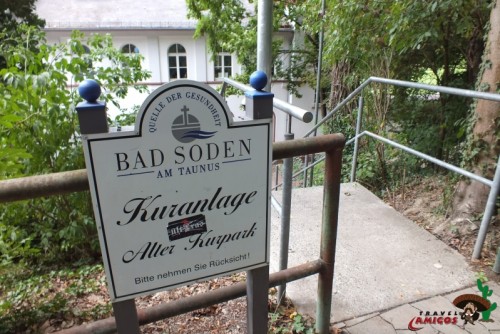 QUELLE DER GESUNDHEIT
BAD SODEN
AM TAUNUS
Kuranlage
Alter Kurpark
Bitte nehmen Sie Rücksicht!
TRAVEL
AMIGOS